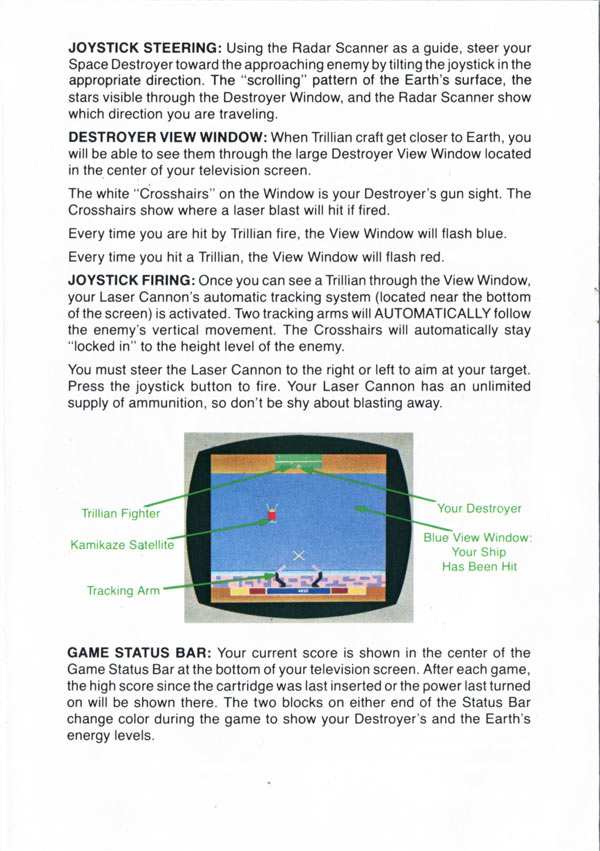 JOYSTICK STEERING: Using the Radar Scanner as a guide, steer your
Space Destroyer toward the approaching enemy by tilting the joystick in the
appropriate direction. The "scrolling" pattern of the Earth's surface, the
stars visible through the Destroyer Window, and the Radar Scanner show
which direction you are traveling.
DESTROYER VIEW WINDOW: When Trillian craft get closer to Earth, you
will be able to see them through the large Destroyer View Window located
in the center of your television screen.
The white "Crosshairs" on the Window is your Destroyer's gun sight. The
Crosshairs show where a laser blast will hit if fired.
Every time you are hit by Trillian fire, the View Window will flash blue.
Every time you hit a Trillian, the View Window will flash red.
JOYSTICK FIRING: Once you can see a Trillian through the View Window,
your Laser Cannon's automatic tracking system (located near the bottom
of the screen) is activated. Two tracking arms will AUTOMATICALLY follow
the enemy's vertical movement. The Crosshairs will automatically stay
"locked in" to the height level of the enemy.
You must steer the Laser Cannon to the right or left to aim at your target.
Press the joystick button to fire. Your Laser Cannon has an unlimited
supply of ammunition, so don't be shy about blasting away.
Trillian Fighter
Kamikaze Satellite
Tracking Arm
Your Destroyer
Blue View Window:
Your Ship
Has Been Hit
GAME STATUS BAR: Your current score is shown in the center of the
Game Status Bar at the bottom of your television screen. After each game,
the high score since the cartridge was last inserted or the power last turned
on will be shown there. The two blocks on either end of the Status Bar
change color during the game to show your Destroyer's and the Earth's
energy levels.